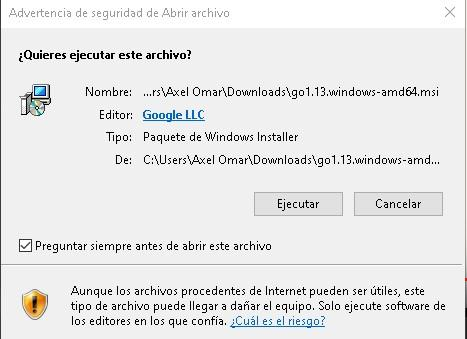 Advertencia de seguridad de Abrir archivo
¿Quieres ejecutar este archivo?
Nombre: ...rs\Axel Omar\Downloads\go1.13.windows-amd64.msi
Editor: Google LLC
Tipo: Paquete de Windows Installer
De: C:\Users\Axel Omar\Downloads\go1.13.windows-amd...
Ejecutar Cancelar
Preguntar siempre antes de abrir este archivo
Aunque los archivos procedentes de Internet pueden ser útiles, este
tipo de archivo puede llegar a dañar el equipo. Solo ejecute software de
los editores en los que confía. ¿Cuál es el riesgo?